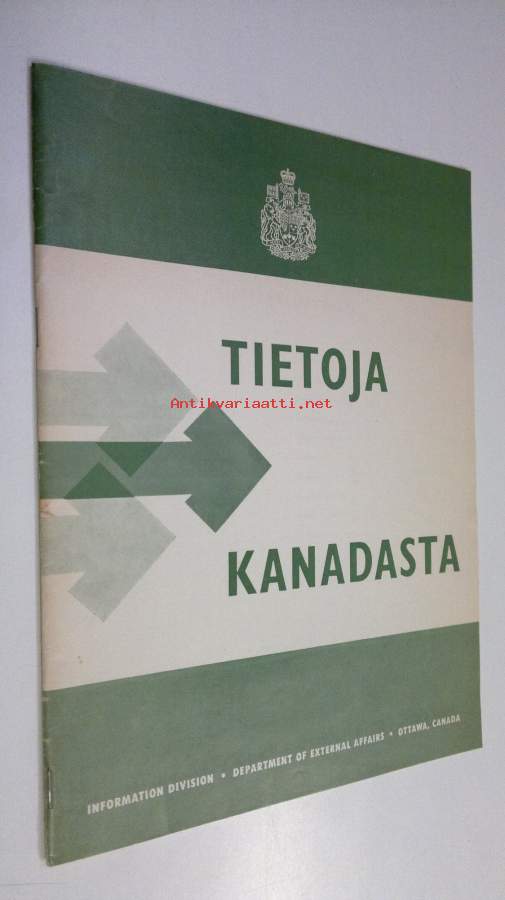 TIETOJA
Antikvariaatti.net
KANADASTA
INFORMATION DIVISION • DEPARTMENT OF EXTERNAL AFFAIRS • OTTAWA, CANADA